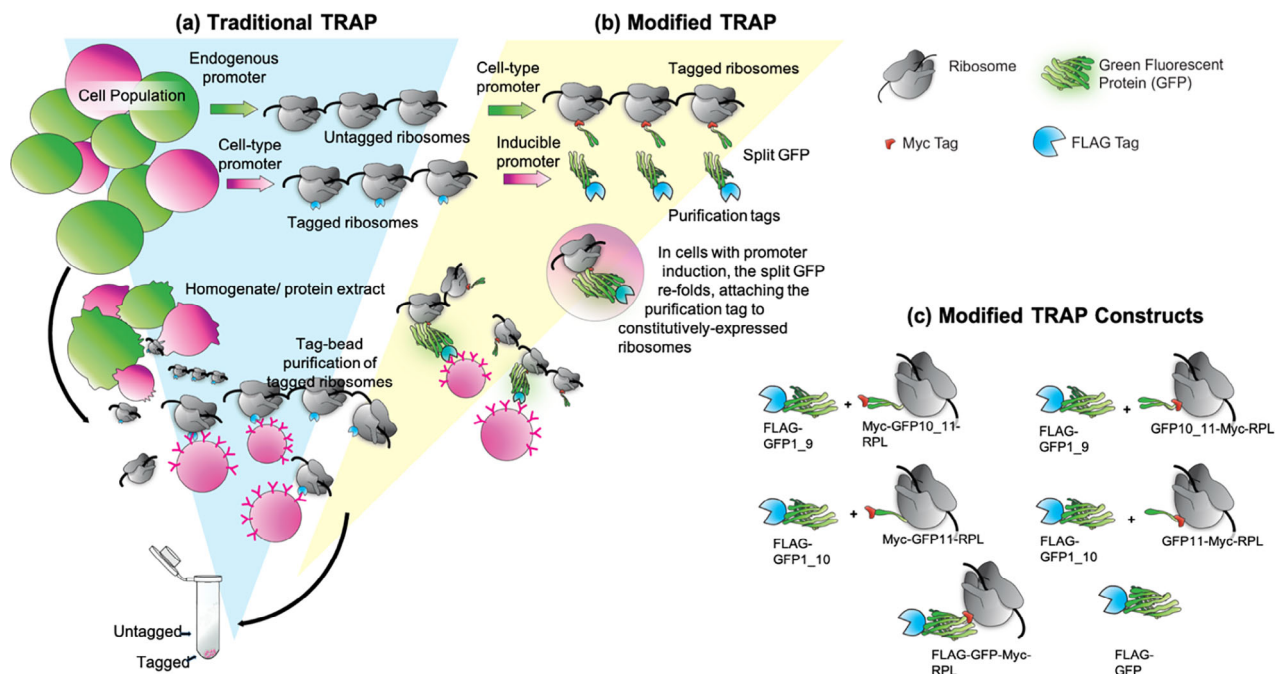 (a) Traditional TRAP
Cell Population
Endogenous
promoter
Untagged ribosomes
Cell-type
promoter
Tagged ribosomes
Homogenate/ protein extract
Tag-bead
purification of
tagged ribosomes
Untagged
Tagged
(b) Modified TRAP
Cell-type
promoter
Tagged ribosomes
Inducible
promoter
Split GFP
Purification tags
In cells with promoter
induction, the split GFP
re-folds, attaching the
purification tag to
constitutively-expressed
ribosomes
Ribosome
Green Fluorescent
Protein (GFP)
Myc Tag
FLAG Tag
(c) Modified TRAP Constructs
FLAG-
GFP1_9
+
Myc-GFP10_11-
RPL
FLAG-
GFP1_9
+
GFP10_11-Myc-RPL
FLAG-
GFP1_10
+
Myc-GFP11-RPL
FLAG-
GFP1_10
+
GFP11-Myc-RPL
FLAG-GFP-Myc-
RPL
FLAG-
GFP